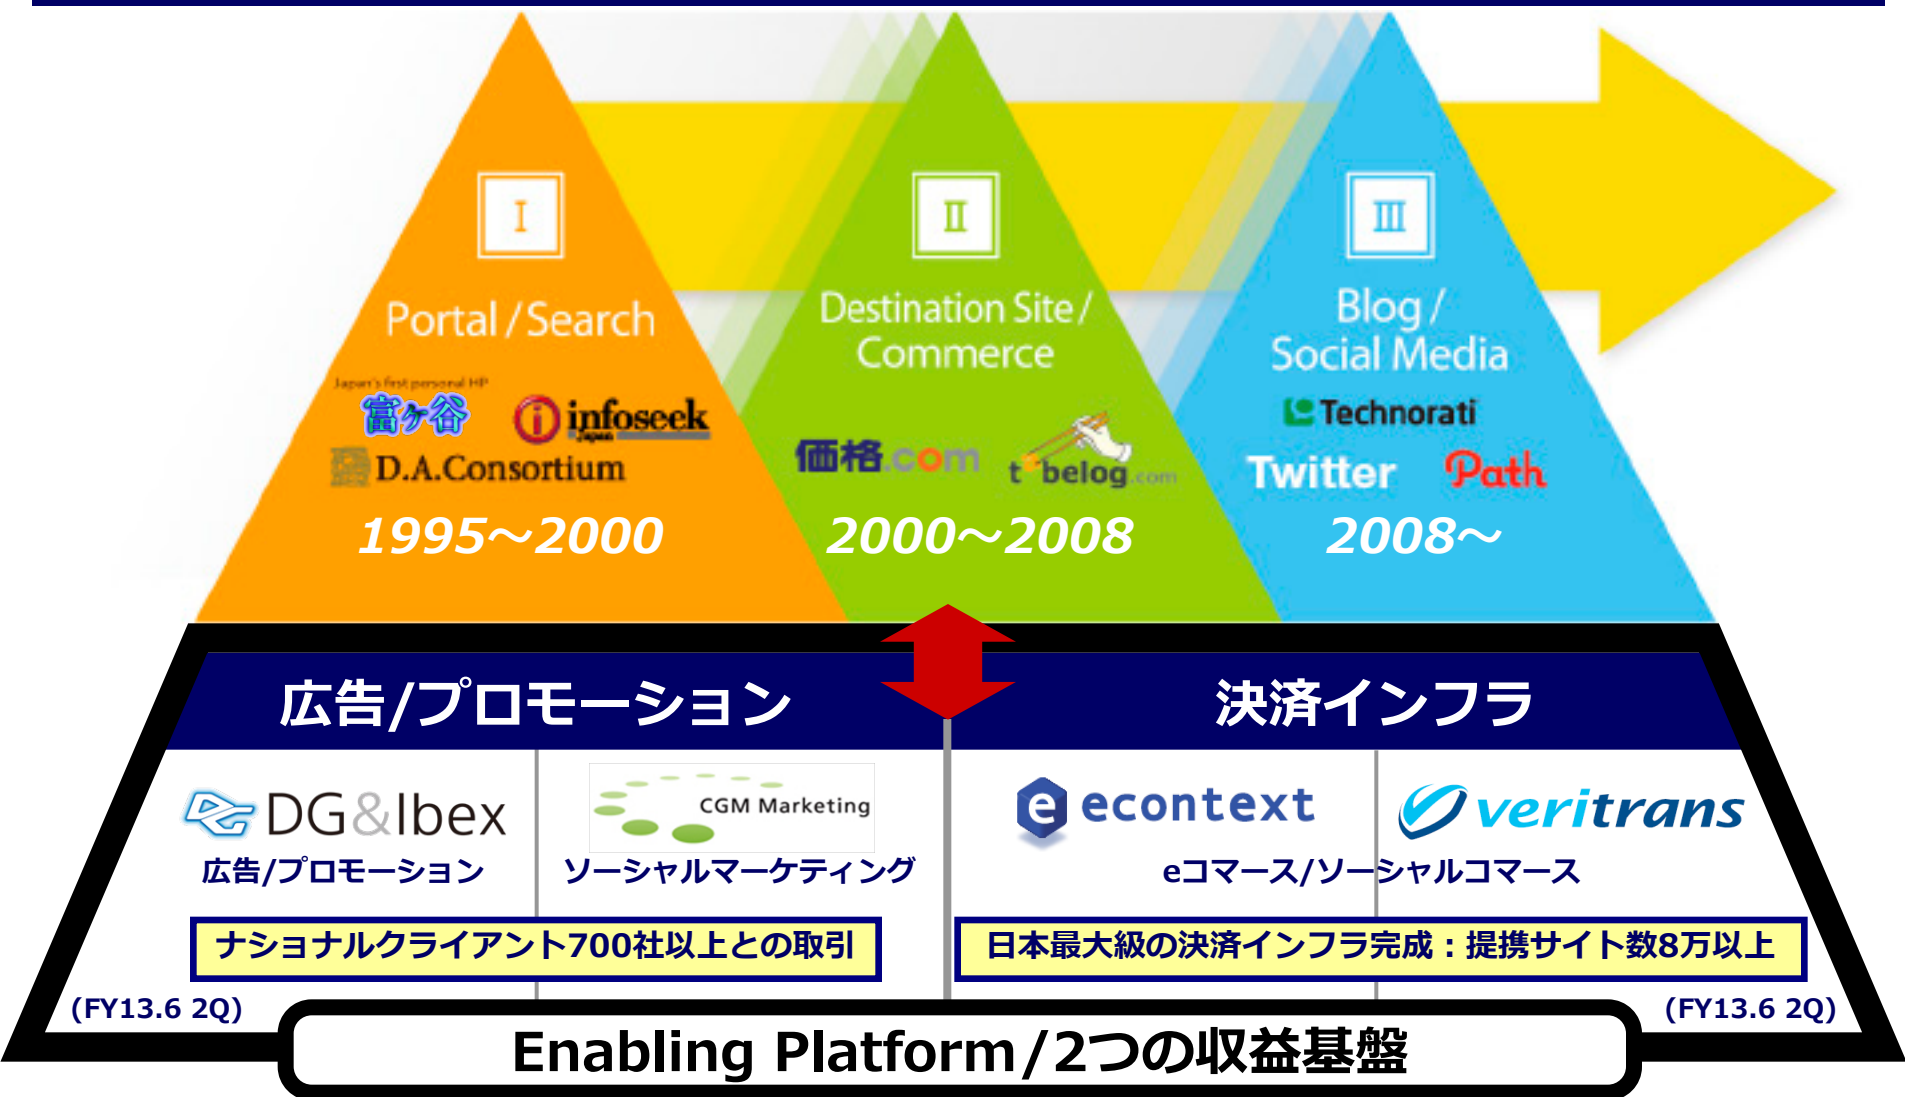 I
Portal / Search
Japan's first personal HP
富ヶ谷
infoseek
Japan
D.A.Consortium
1995～2000
II
Destination Site /
Commerce
価格.com
tabelog.com
2000～2008
III
Blog /
Social Media
Technorati
Twitter
Path
2008～
広告/プロモーション
決済インフラ
DG&Ibex
広告/プロモーション
CGM Marketing
ソーシャルマーケティング
e econtext
veritrans
eコマース/ソーシャルコマース
ナショナルクライアント700社以上との取引
日本最大級の決済インフラ完成：提携サイト数8万以上
(FY13.6 2Q)
(FY13.6 2Q)
Enabling Platform/2つの収益基盤